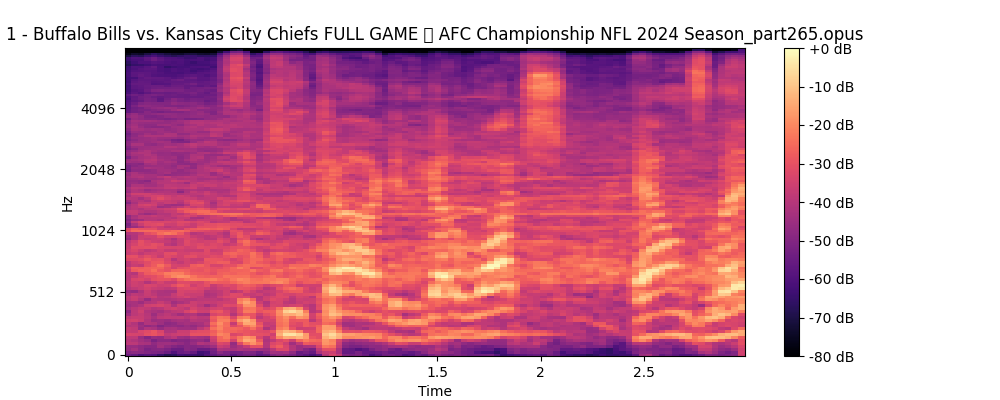 1 - Buffalo Bills vs. Kansas City Chiefs FULL GAME ▯ AFC Championship NFL 2024 Season_part265.opus
+0 dB
-10 dB
-20 dB
-30 dB
-40 dB
-50 dB
-60 dB
-70 dB
-80 dB
4096
2048
1024
512
0
Hz
0
0.5
1
1.5
2
2.5
Time